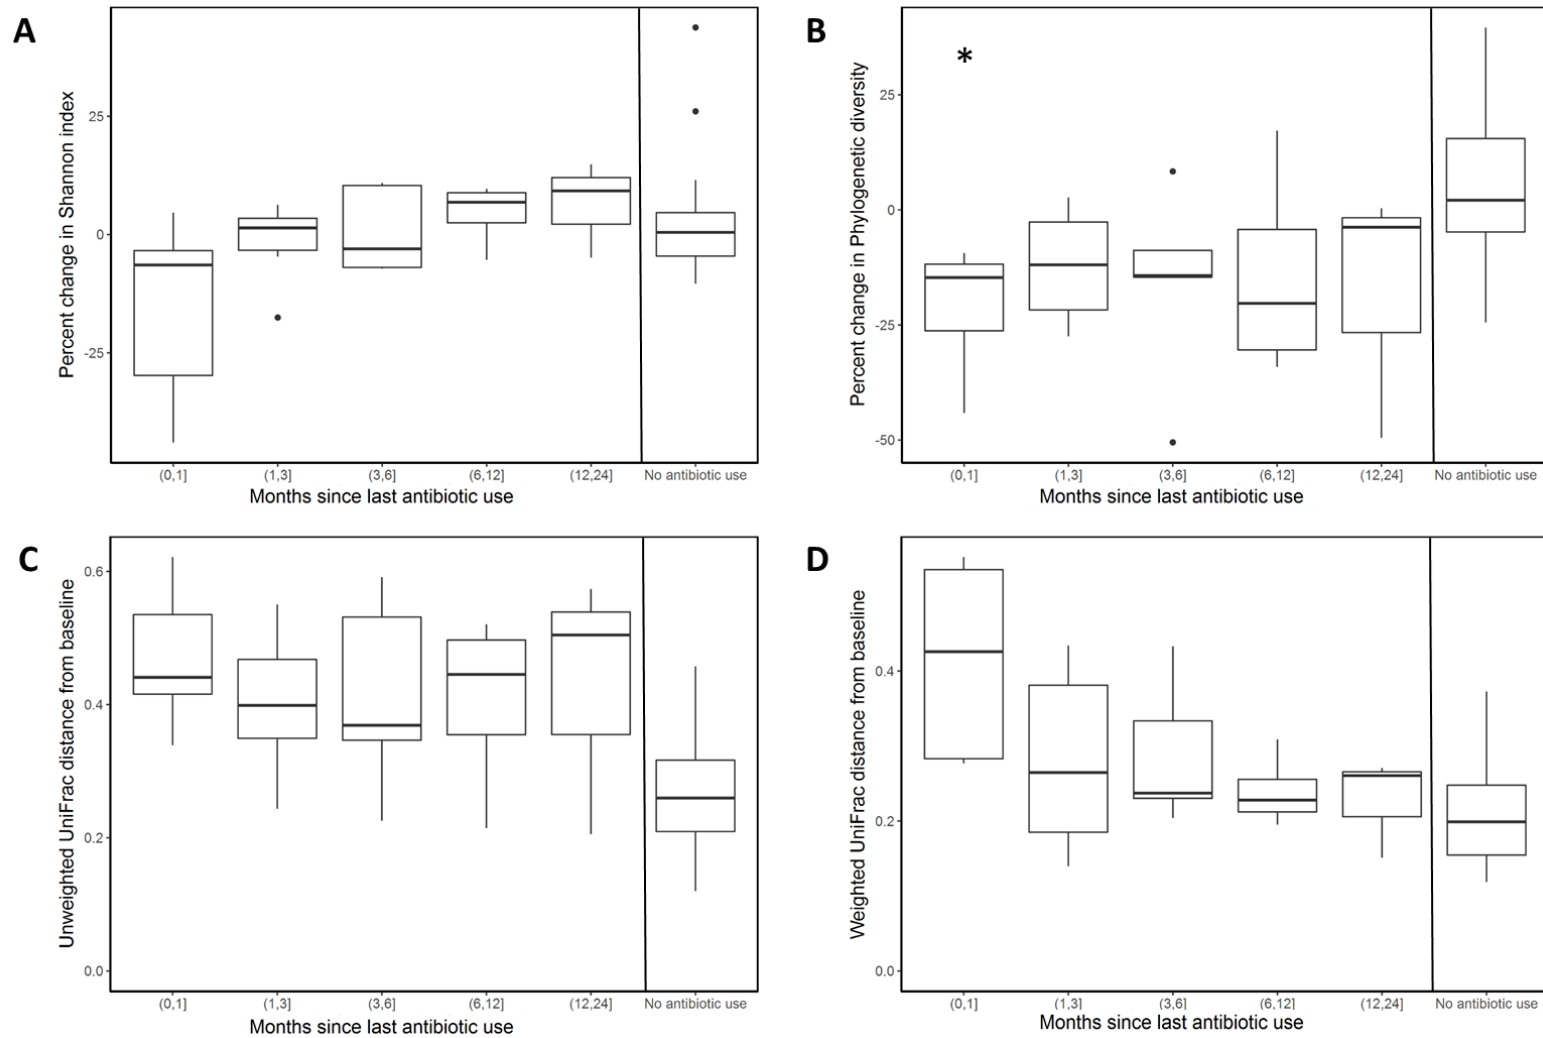 A
Percent change in Shannon index
25
0
-25
(0,1]
(1,3]
(3,6]
(6,12]
(12,24]
No antibiotic use
Months since last antibiotic use
B
*
Percent change in Phylogenetic diversity
25
0
-25
-50
(0,1]
(1,3]
(3,6]
(6,12]
(12,24]
No antibiotic use
Months since last antibiotic use
C
Unweighted UniFrac distance from baseline
0.6
0.4
0.2
0.0
(0,1]
(1,3]
(3,6]
(6,12]
(12,24]
No antibiotic use
Months since last antibiotic use
D
Weighted UniFrac distance from baseline
0.4
0.2
0.0
(0,1]
(1,3]
(3,6]
(6,12]
(12,24]
No antibiotic use
Months since last antibiotic use